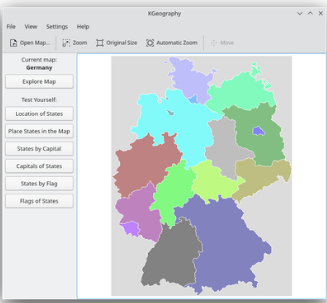 KGeography
File View Settings Help
Open Map... Zoom Original Size Automatic Zoom Move
Current map:
Germany
Explore Map
Test Yourself:
Location of States
Place States in the Map
States by Capital
Capitals of States
States by Flag
Flags of States